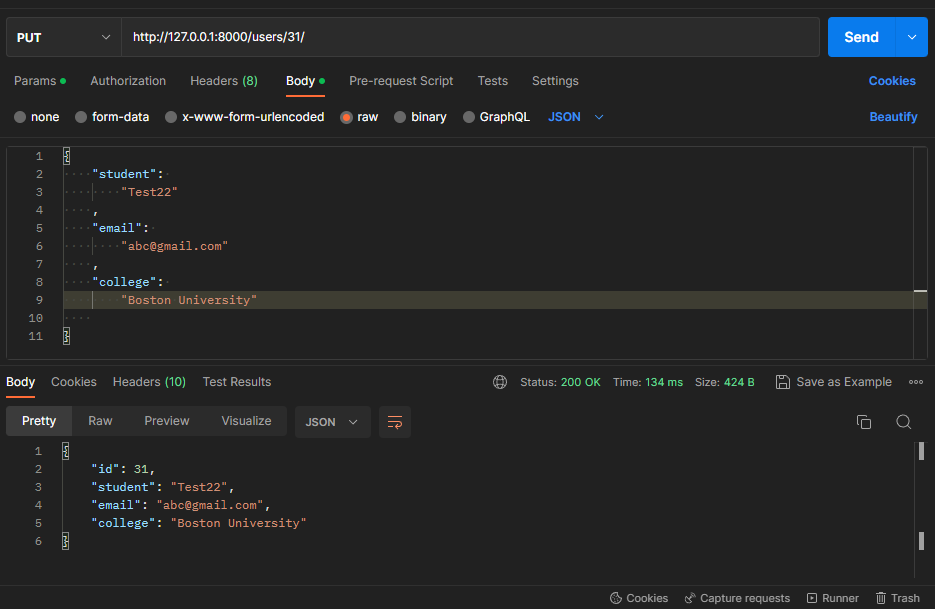 PUT http://127.0.0.1:8000/users/31/ Send
Params Authorization Headers (8) Body Pre-request Script Tests Settings Cookies
none form-data x-www-form-urlencoded raw binary GraphQL JSON Beautify
1 {
2 "student":
3 "Test22"
4 ,
5 "email":
6 "abc@gmail.com"
7 ,
8 "college":
9 "Boston University"
10
11 }
Body Cookies Headers (10) Test Results Status: 200 OK Time: 134 ms Size: 424 B Save as Example
Pretty Raw Preview Visualize JSON
1 {
2 "id": 31,
3 "student": "Test22",
4 "email": "abc@gmail.com",
5 "college": "Boston University"
6 }
Cookies Capture requests Runner Trash